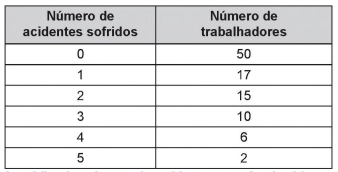 Número de acidentes sofridos | Número de trabalhadores
0 | 50
1 | 17
2 | 15
3 | 10
4 | 6
5 | 2